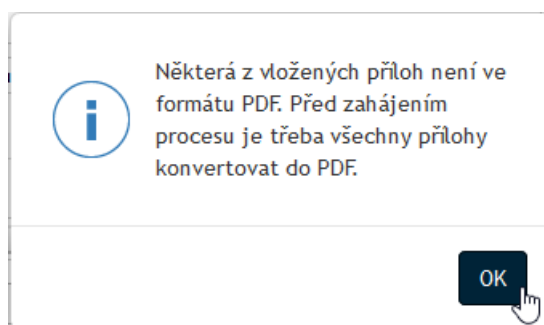 Některá z vložených příloh není ve
formátu PDF. Před zahájením
procesu je třeba všechny přílohy
konvertovat do PDF.
OK